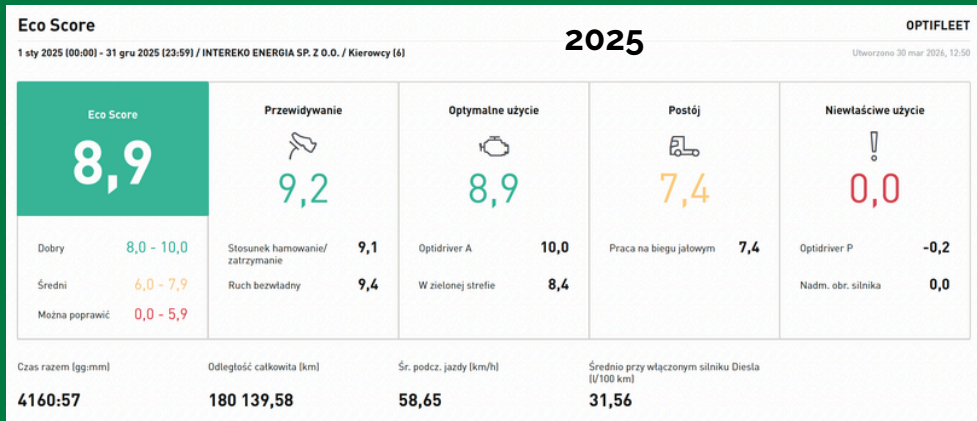 Eco Score
OPTIFLEET
2025
1 sty 2025 (00:00) - 31 gru 2025 (23:59) / INTEREKO ENERGIA SP. Z O.O. / Kierowcy (6)
Utworzono 30 mar 2026, 12:50
Eco Score
8,9
Dobry 8,0 - 10,0
Średni 6,0 - 7,9
Można poprawić 0,0 - 5,9
Przewidywanie
9,2
Stosunek hamowanie/
zatrzymanie 9,1
Ruch bezwładny 9,4
Optymalne użycie
8,9
Optidriver A 10,0
W zielonej strefie 8,4
Postój
7,4
Praca na biegu jałowym 7,4
Niewłaściwe użycie
0,0
Optidriver P -0,2
Nadm. obr. silnika 0,0
Czas razem (gg:mm)
4160:57
Odległość całkowita (km)
180 139,58
Śr. podcz. jazdy (km/h)
58,65
Średnio przy włączonym silniku Diesla
(l/100 km)
31,56